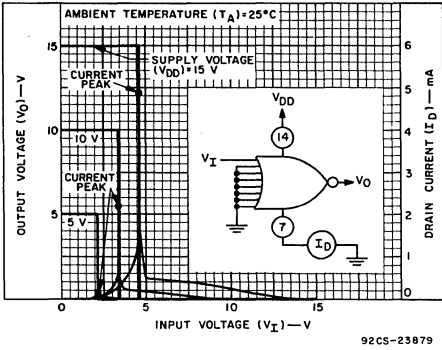 AMBIENT TEMPERATURE (TA)=25°C
15
SUPPLY VOLTAGE
(VDD)=15 V
CURRENT
PEAK
10
10 V
CURRENT
PEAK
5
5 V
OUTPUT VOLTAGE (VO)—V
6
5
4
3
2
1
0
DRAIN CURRENT (ID)—mA
VDD
14
VI
VO
7
ID
0
5
10
15
INPUT VOLTAGE (VI)—V
92CS-23879